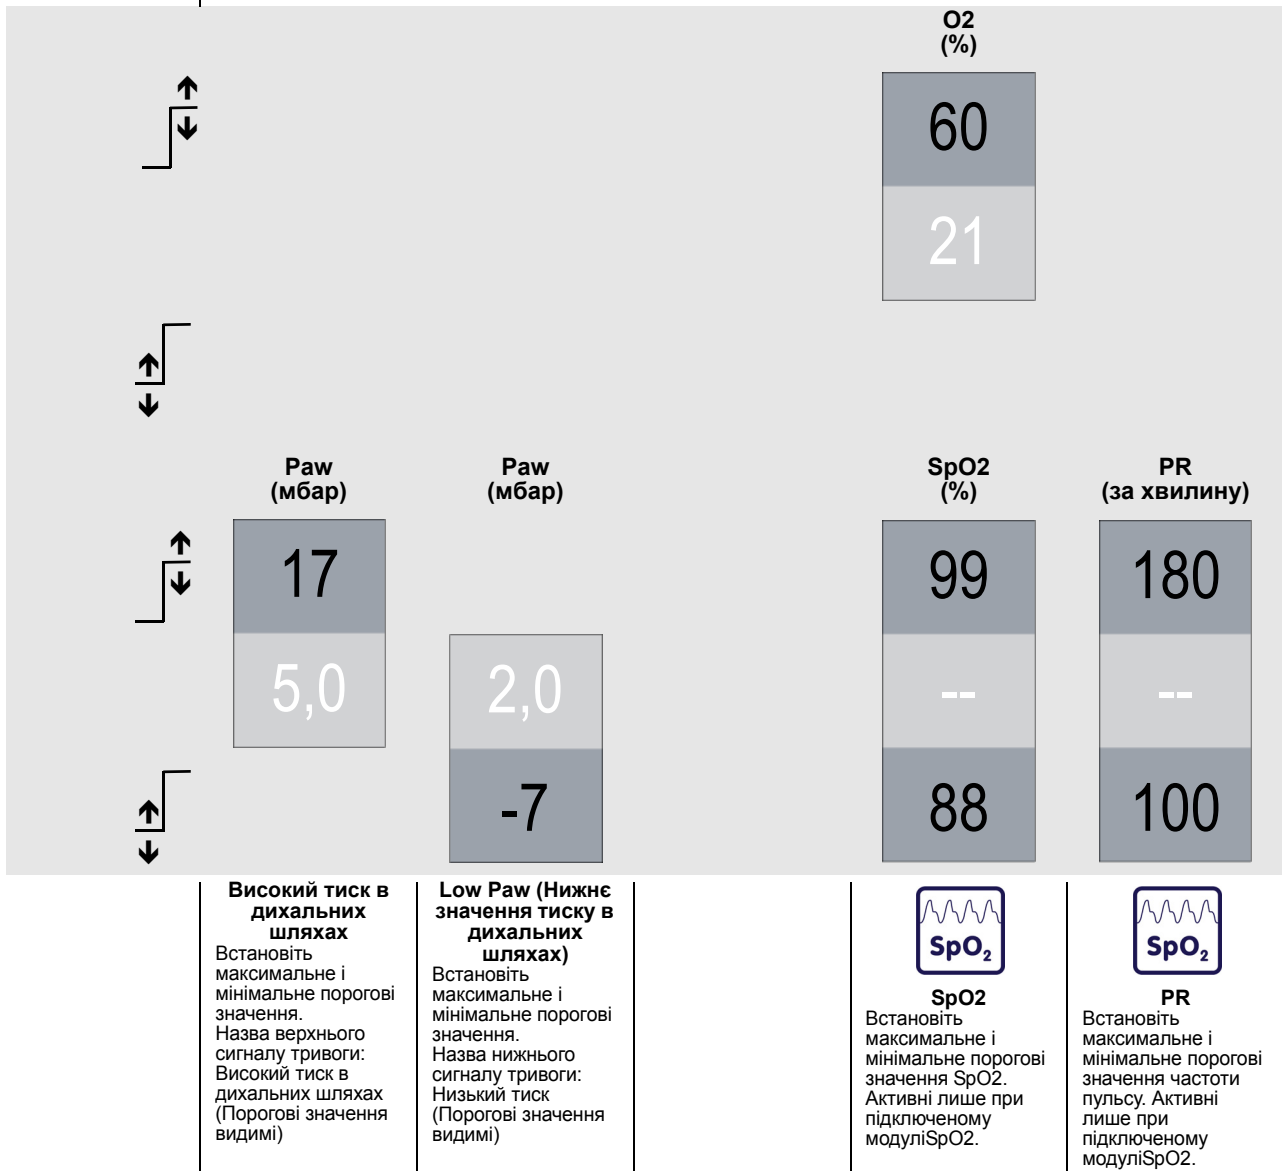 O2
(%)
60
21
Paw
(мбар)
Paw
(мбар)
SpO2
(%)
PR
(за хвилину)
17
5,0
2,0
-7
99
--
88
180
--
100
Високий тиск в
дихальних
шляхах
Встановіть
максимальне і
мінімальне порогові
значення.
Назва верхнього
сигналу тривоги:
Високий тиск в
дихальних шляхах
(Порогові значення
видимі)
Low Paw (Нижнє
значення тиску в
дихальних
шляхах)
Встановіть
максимальне і
мінімальне порогові
значення.
Назва нижнього
сигналу тривоги:
Низький тиск
(Порогові значення
видимі)
SpO2
SpO2
Встановіть
максимальне і
мінімальне порогові
значення SpO2.
Активні лише при
підключеному
модуліSpO2.
SpO2
PR
Встановіть
максимальне і
мінімальне порогові
значення частоти
пульсу. Активні
лише при
підключеному
модуліSpO2.